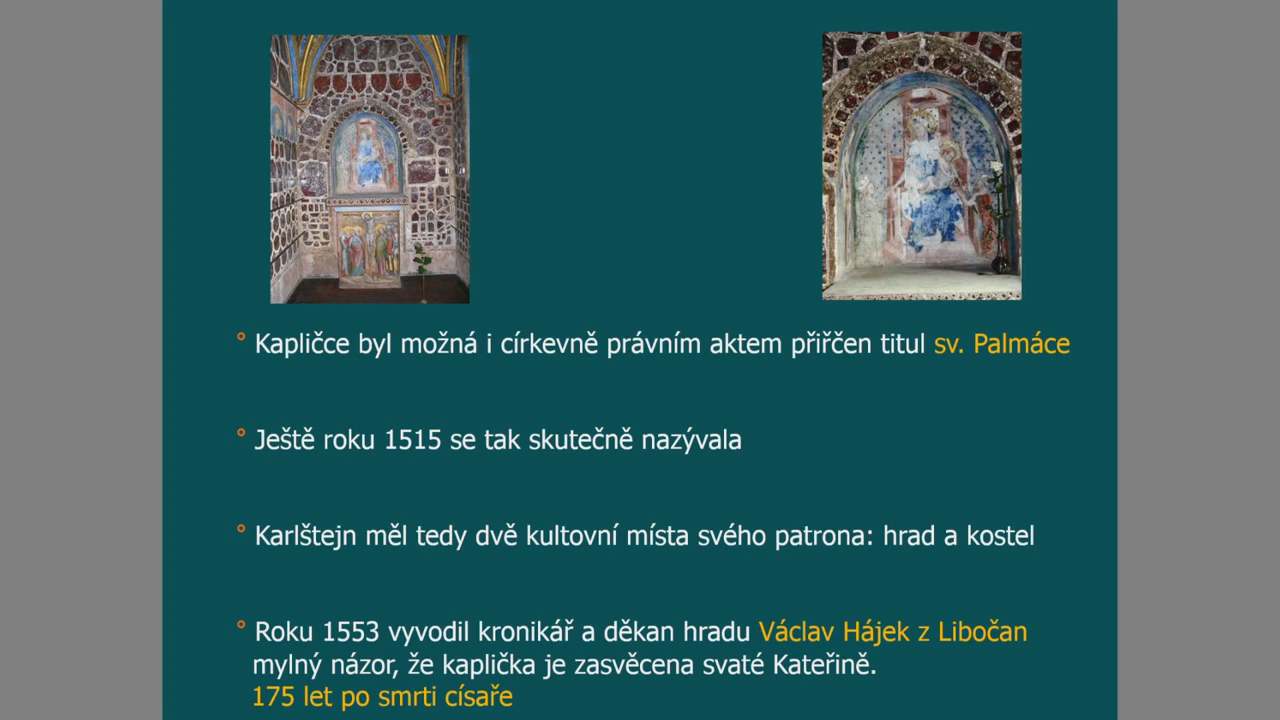 ° Kapličce byl možná i církevně právním aktem přiřčen titul sv. Palmáce
° Ještě roku 1515 se tak skutečně nazývala
° Karlštejn měl tedy dvě kultovní místa svého patrona: hrad a kostel
° Roku 1553 vyvodil kronikář a děkan hradu Václav Hájek z Libočan
mylný názor, že kaplička je zasvěcena svaté Kateřině.
175 let po smrti císaře